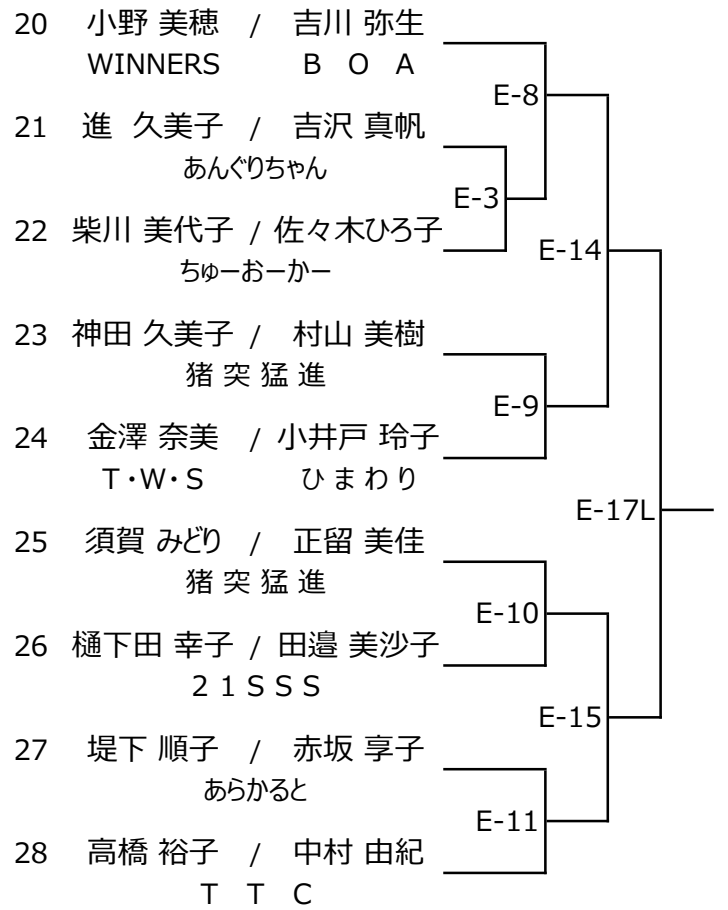 20 小野 美穂 / 吉川 弥生
WINNERS B O A
E-8
21 進 久美子 / 吉沢 真帆
あんぐりちゃん
E-3
22 柴川 美代子 / 佐々木ひろ子
E-14
ちゅーおーかー
23 神田 久美子 / 村山 美樹
猪 突 猛 進
E-9
24 金澤 奈美 / 小井戸 玲子
T・W・S ひ ま わ り
E-17L
25 須賀 みどり / 正留 美佳
猪 突 猛 進
E-10
26 樋下田 幸子 / 田邉 美沙子
2 1 S S S
E-15
27 堤下 順子 / 赤坂 享子
あらかると
E-11
28 高橋 裕子 / 中村 由紀
T T C